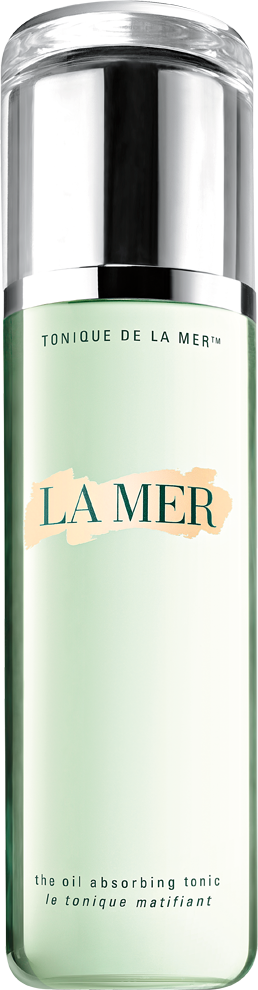 TONIQUE DE LA MER™
LA MER
the oil absorbing tonic
le tonique matifiant